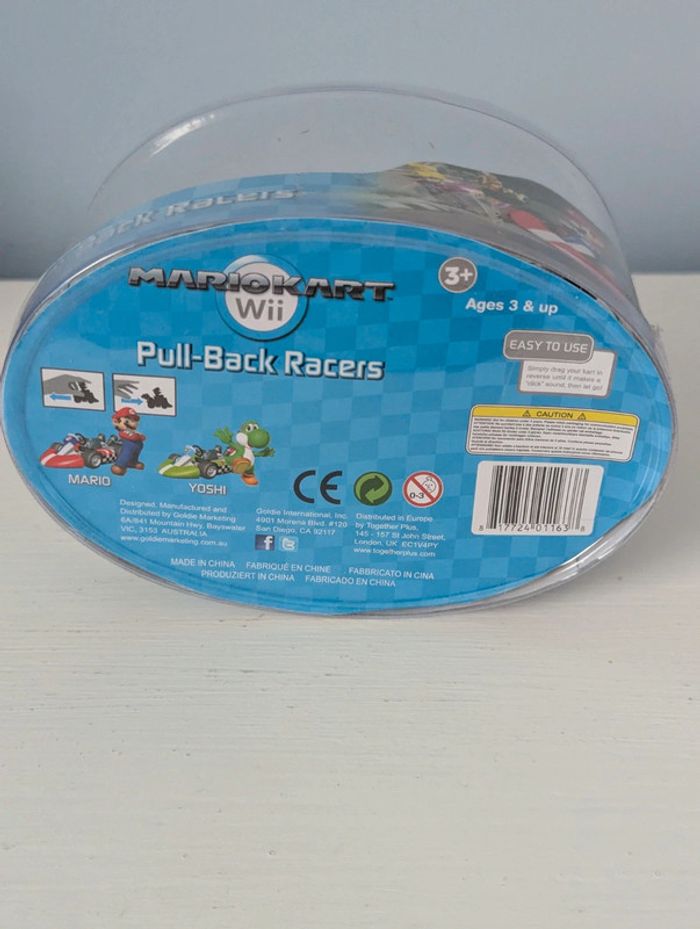 Back Racers
MARIOKART
Wii
3+
Ages 3 & up
Pull-Back Racers
EASY TO USE
Simply drag your kart in
reverse until it makes a
"click" sound, then let go!
CAUTION
MARIO
YOSHI
CE
0-3
8 17724 01163 8
Designed, Manufactured and
Distributed by Goldie Marketing
6A/841 Mountain Hwy, Bayswater
VIC, 3153 AUSTRALIA
www.goldiemarketing.com.au
Goldie International, Inc.
4901 Morena Blvd. #120
San Diego, CA 92117
Distributed in Europe
by Together Plus,
145 - 157 St John Street,
London, UK EC1V4PY
www.togetherplus.com
MADE IN CHINA FABRIQUÉ EN CHINE FABBRICATO IN CINA
PRODUZIERT IN CHINA FABRICADO EN CHINA